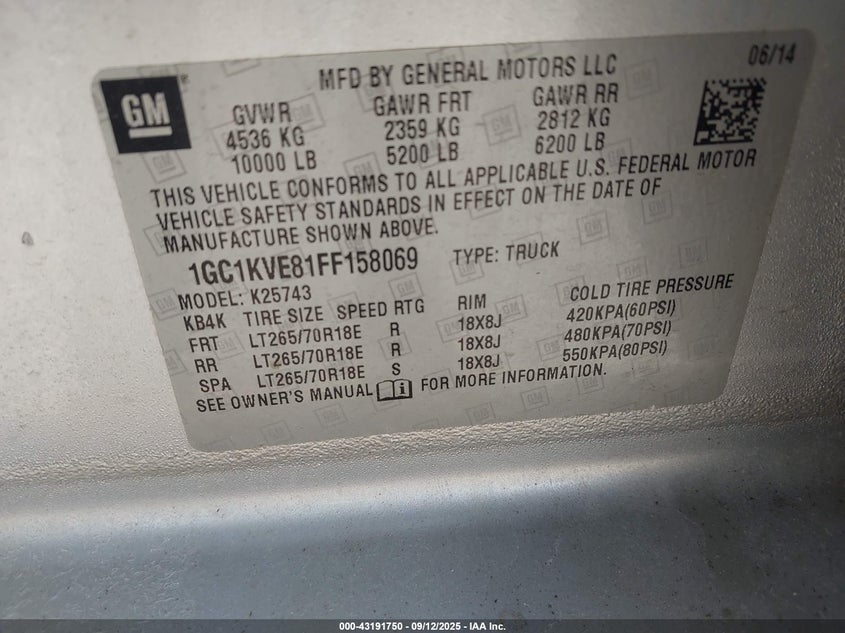 06/14
MFD BY GENERAL MOTORS LLC
GM®
GVWR GAWR FRT GAWR RR
4536 KG 2359 KG 2812 KG
10000 LB 5200 LB 6200 LB
THIS VEHICLE CONFORMS TO ALL APPLICABLE U.S. FEDERAL MOTOR
VEHICLE SAFETY STANDARDS IN EFFECT ON THE DATE OF
MANUFACTURE SHOWN ABOVE.
1GC1KVE81FF158069 TYPE: TRUCK
MODEL: K25743
KB4K TIRE SIZE SPEED RTG RIM COLD TIRE PRESSURE
FRT LT265/70R18E R 18X8J 420KPA(60PSI)
RR LT265/70R18E R 18X8J 480KPA(70PSI)
SPA LT265/70R18E S 18X8J 550KPA(80PSI)
SEE OWNER'S MANUAL FOR MORE INFORMATION.
000-43191750 - 09/12/2025 - IAA Inc.